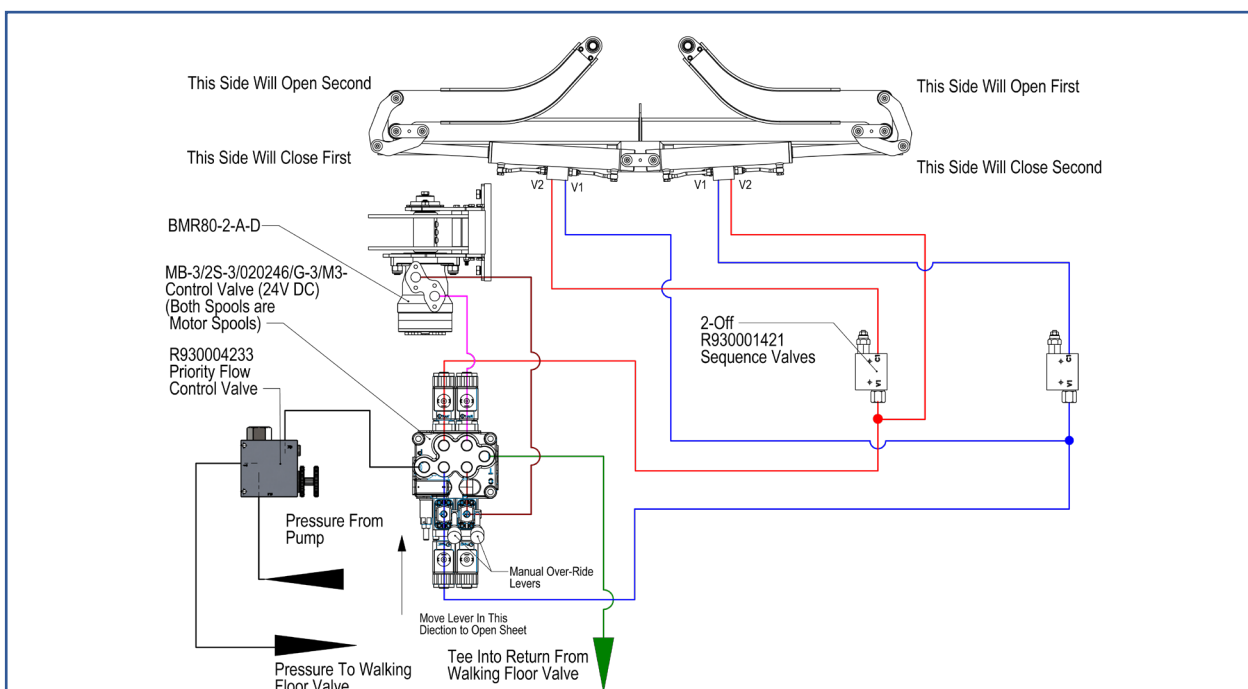 This Side Will Open Second
This Side Will Open First
This Side Will Close First
This Side Will Close Second
V2
V1
V1
V2
BMR80-2-A-D
MB-3/2S-3/020246/G-3/M3-
Control Valve (24V DC)
(Both Spools are
Motor Spools)
R930004233
Priority Flow
Control Valve
2-Off
R930001421
Sequence Valves
V1
V1
Pressure From
Pump
Manual Over-Ride
Levers
Move Lever In This
Diection to Open Sheet
Tee Into Return From
Walking Floor Valve
Pressure To Walking
Floor Valve